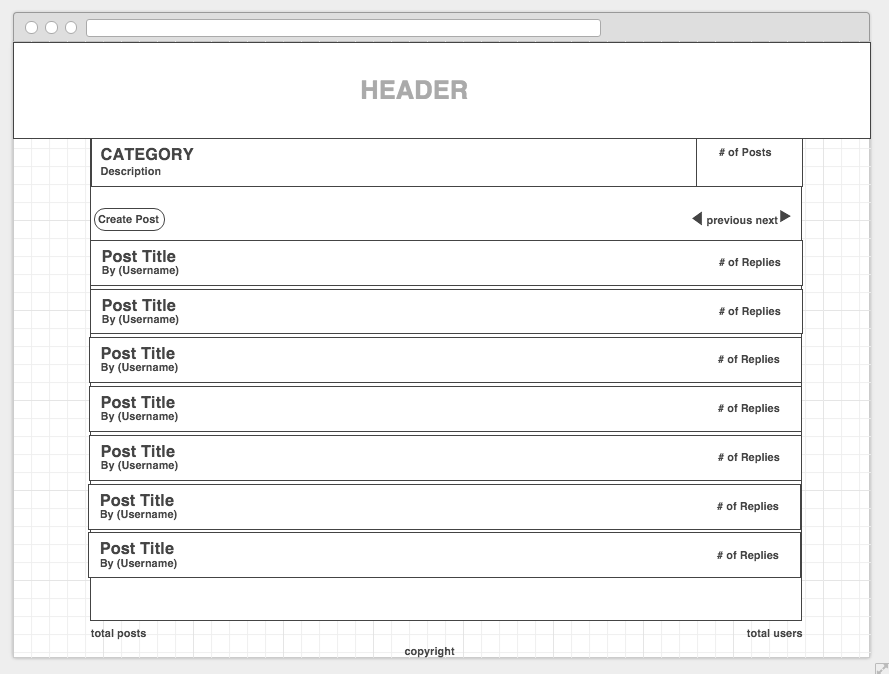 HEADER
CATEGORY
Description
# of Posts
Create Post
previous next
Post Title
By (Username)
# of Replies
Post Title
By (Username)
# of Replies
Post Title
By (Username)
# of Replies
Post Title
By (Username)
# of Replies
Post Title
By (Username)
# of Replies
Post Title
By (Username)
# of Replies
Post Title
By (Username)
# of Replies
total posts
total users
copyright